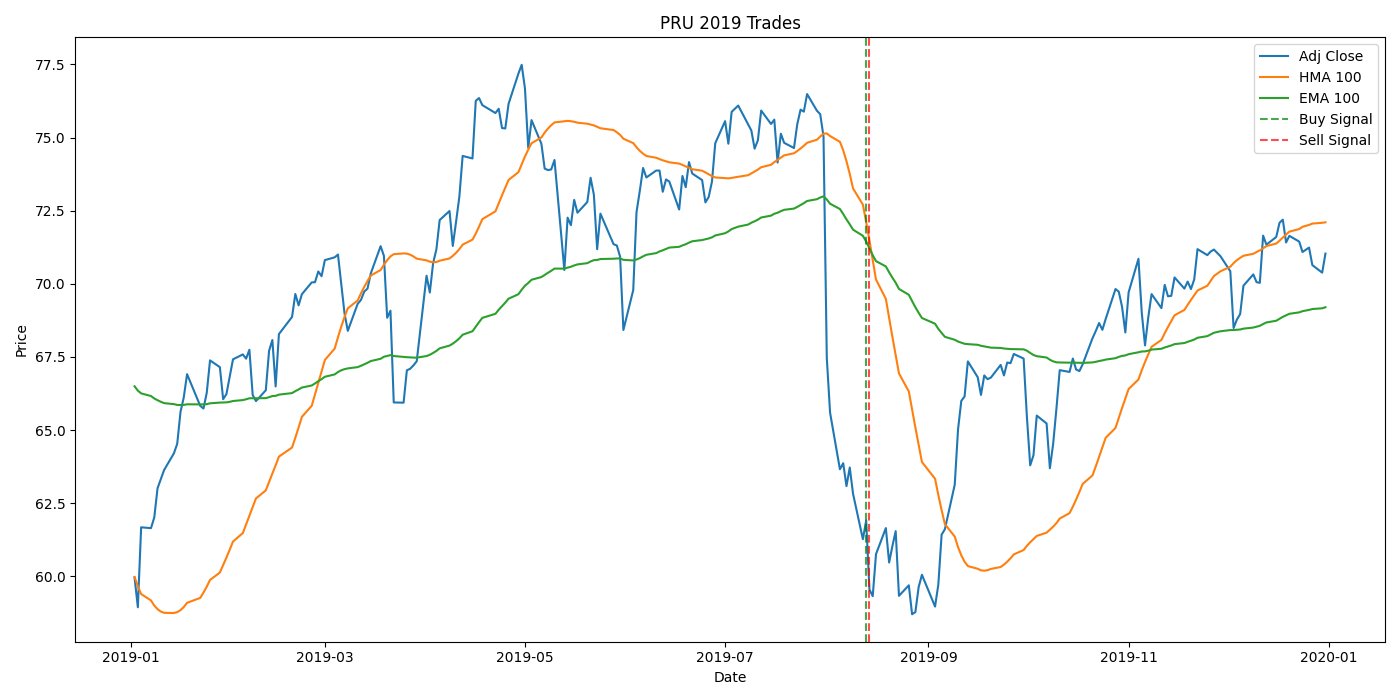 PRU 2019 Trades
Adj Close
HMA 100
EMA 100
Buy Signal
Sell Signal
Price
77.5
75.0
72.5
70.0
67.5
65.0
62.5
60.0
2019-01
2019-03
2019-05
2019-07
2019-09
2019-11
2020-01
Date